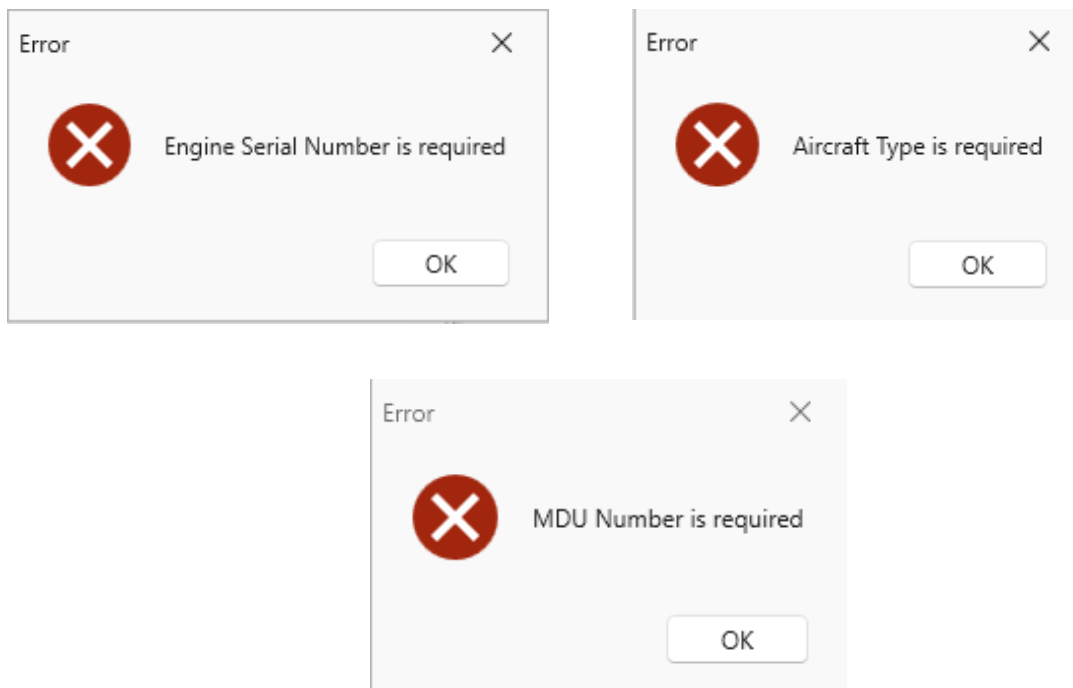 Error
Engine Serial Number is required
OK
Error
Aircraft Type is required
OK
Error
MDU Number is required
OK